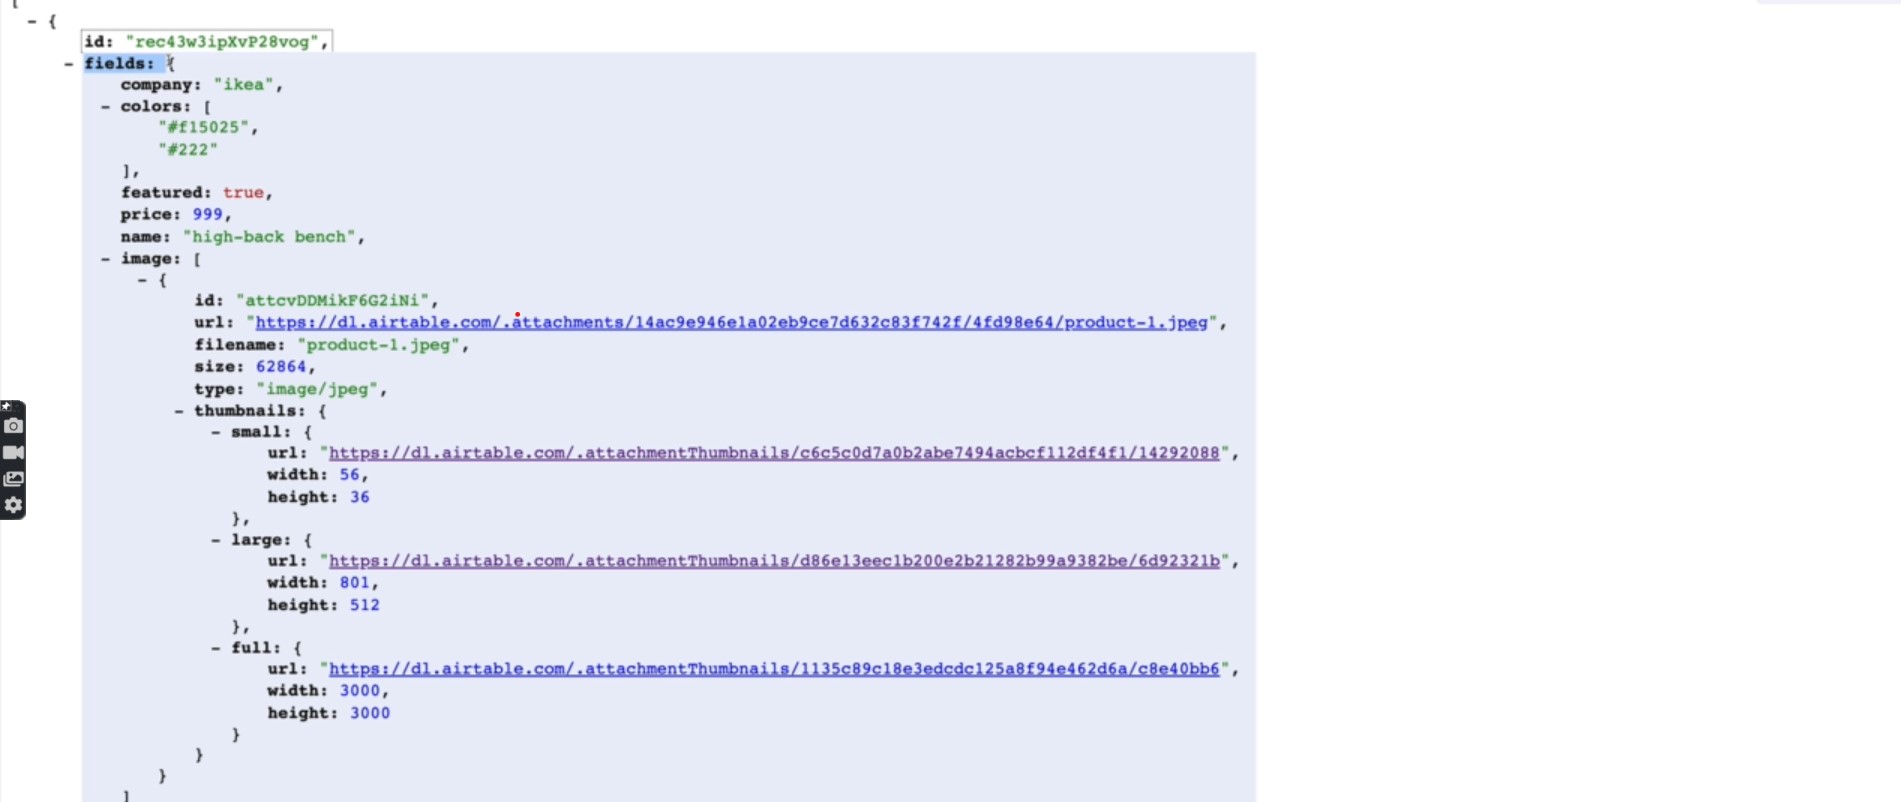 [
- {
id: "rec43w3ipXvP28vog",
- fields: {
company: "ikea",
- colors: [
"#f15025",
"#222"
],
featured: true,
price: 999,
name: "high-back bench",
- image: [
- {
id: "attcvDDMikF6G2iNi",
url: "https://dl.airtable.com/.attachments/14ac9e946e1a02eb9ce7d632c83f742f/4fd98e64/product-1.jpeg",
filename: "product-1.jpeg",
size: 62864,
type: "image/jpeg",
- thumbnails: {
- small: {
url: "https://dl.airtable.com/.attachmentThumbnails/c6c5c0d7a0b2abe7494acbcf112df4f1/14292088",
width: 56,
height: 36
},
- large: {
url: "https://dl.airtable.com/.attachmentThumbnails/d86e13eec1b200e2b21282b99a9382be/6d92321b",
width: 801,
height: 512
},
- full: {
url: "https://dl.airtable.com/.attachmentThumbnails/1135c89c18e3edcdc125a8f94e462d6a/c8e40bb6",
width: 3000,
height: 3000
}
}
}
]